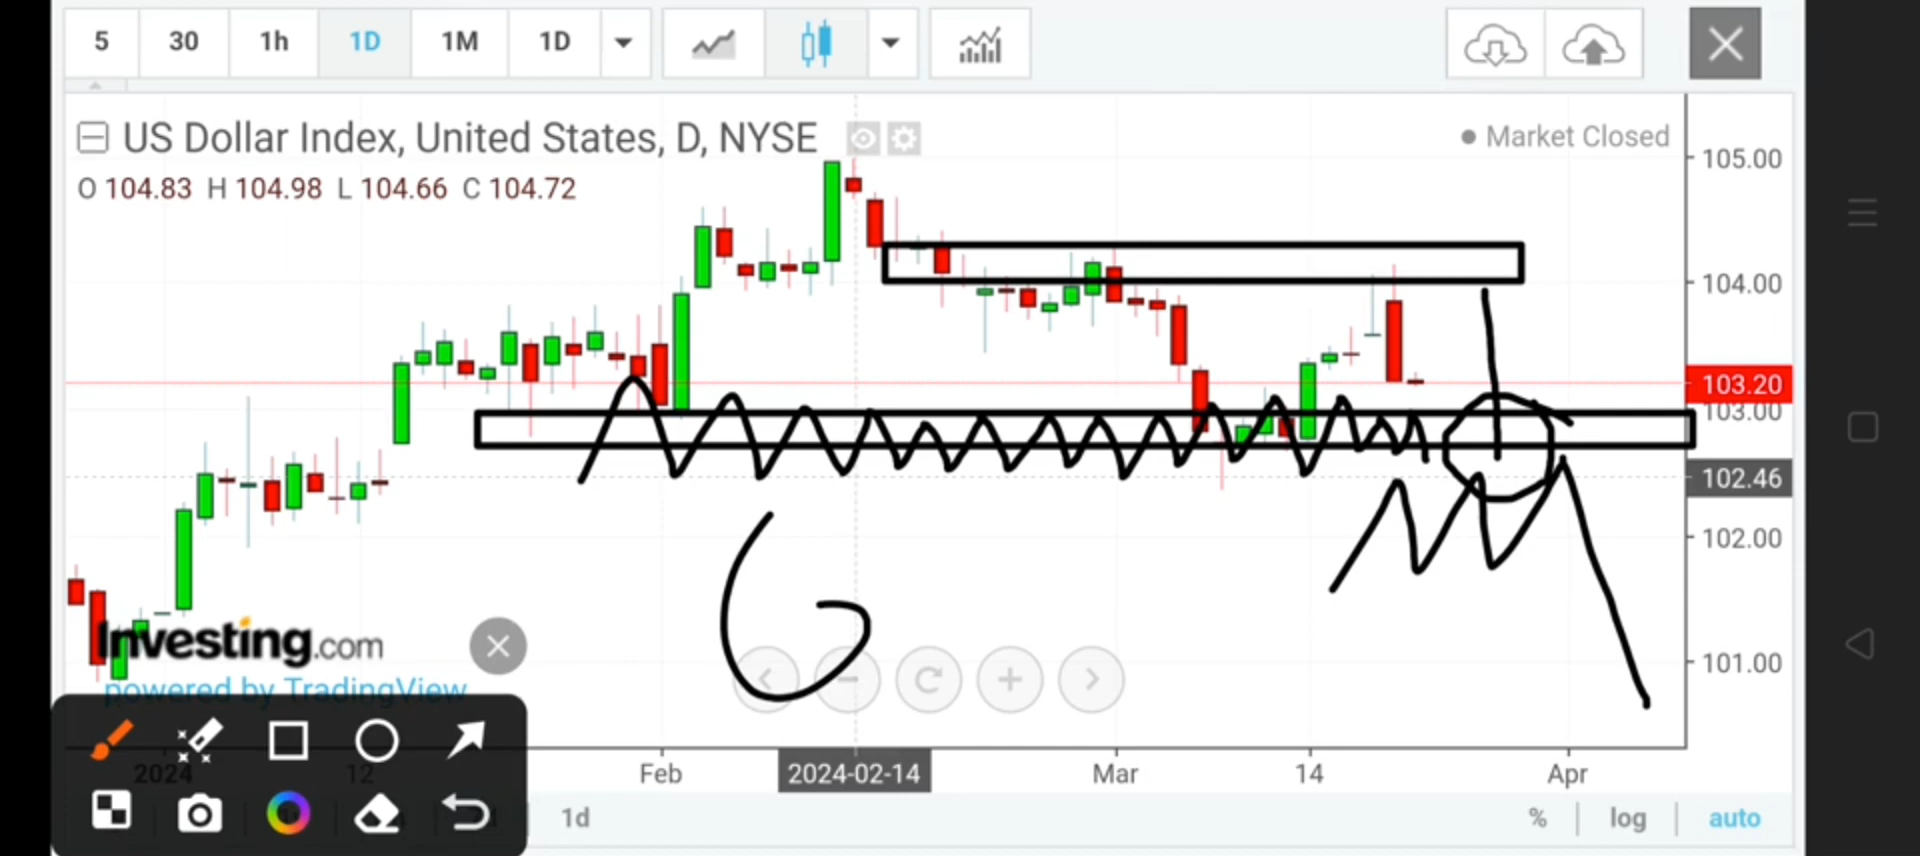 5 30 1h 1D 1M 1D
US Dollar Index, United States, D, NYSE
Market Closed
O 104.83 H 104.98 L 104.66 C 104.72
105.00
104.00
103.20
103.00
102.46
102.00
101.00
Investing.com
powered by TradingView
2024 12 Feb 2024-02-14 Mar 14 Apr
1d % log auto